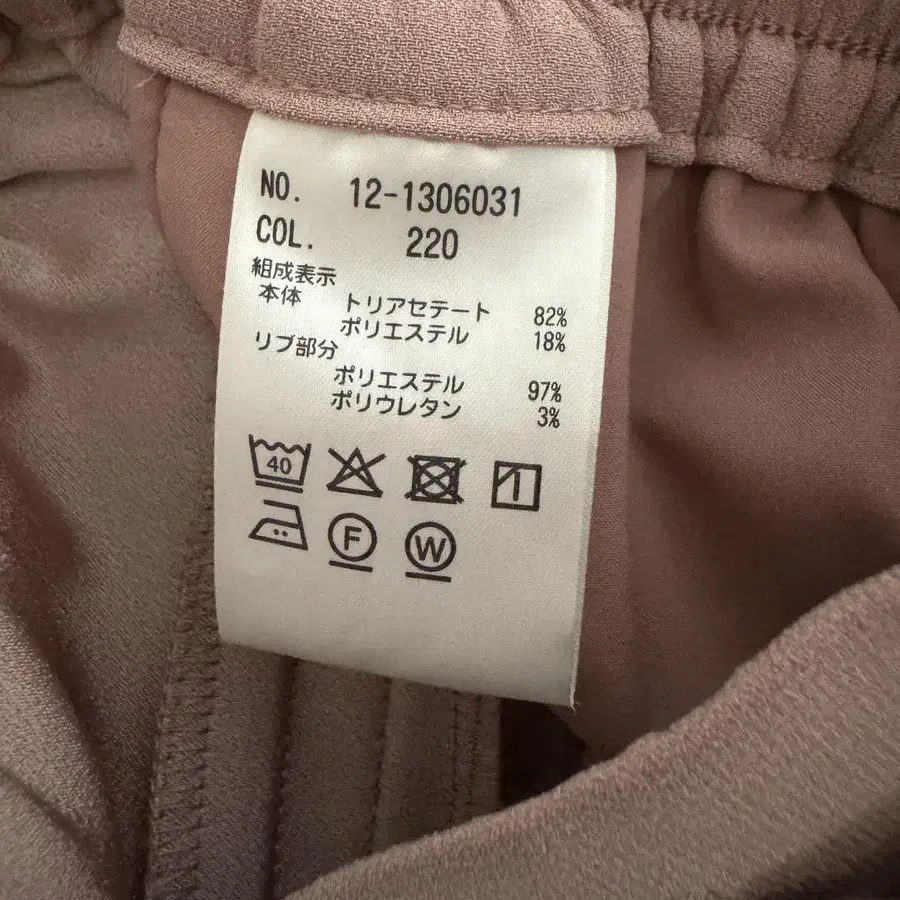 NO. 12-1306031
COL. 220
組成表示
本体 トリアセテート 82%
ポリエステル 18%
リブ部分
ポリエステル 97%
ポリウレタン 3%
40
F W